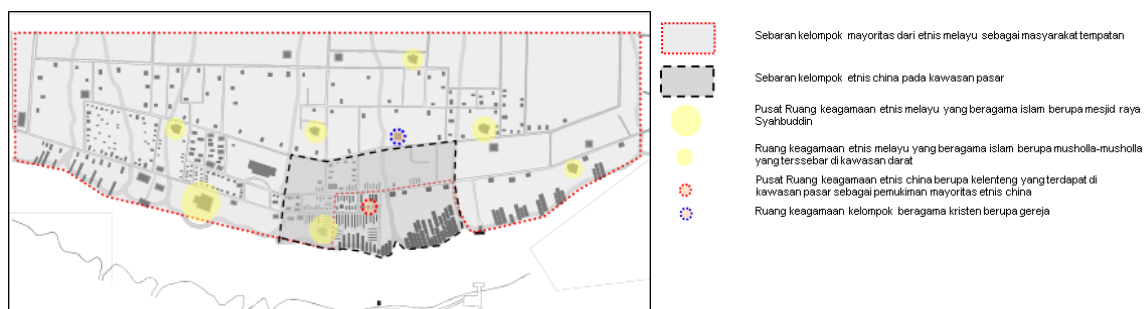 Sebaran kelompok mayoritas dari etnis melayu sebagai masyarakat tempatan
Sebaran kelompok etnis china pada kawasan pasar
Pusat Ruang keagamaan etnis melayu yang beragama islam berupa mesjid raya
Syahbuddin
Ruang keagamaan etnis melayu yang beragama islam berupa musholla-musholla
yang terssebar di kawasan darat
Pusat Ruang keagamaan etnis china berupa kelenteng yang terdapat di
kawasan pasar sebagai pemukiman mayoritas etnis china
Ruang keagamaan kelompok beragama kristen berupa gereja